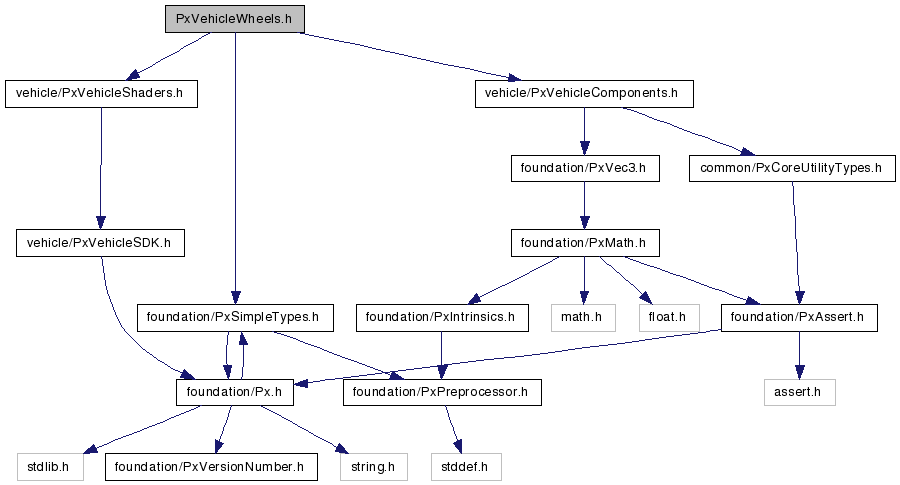 PxVehicleWheels.h
vehicle/PxVehicleShaders.h
vehicle/PxVehicleComponents.h
foundation/PxVec3.h
common/PxCoreUtilityTypes.h
vehicle/PxVehicleSDK.h
foundation/PxMath.h
foundation/PxSimpleTypes.h
foundation/PxIntrinsics.h
math.h
float.h
foundation/PxAssert.h
foundation/Px.h
foundation/PxPreprocessor.h
assert.h
stdlib.h
foundation/PxVersionNumber.h
string.h
stddef.h